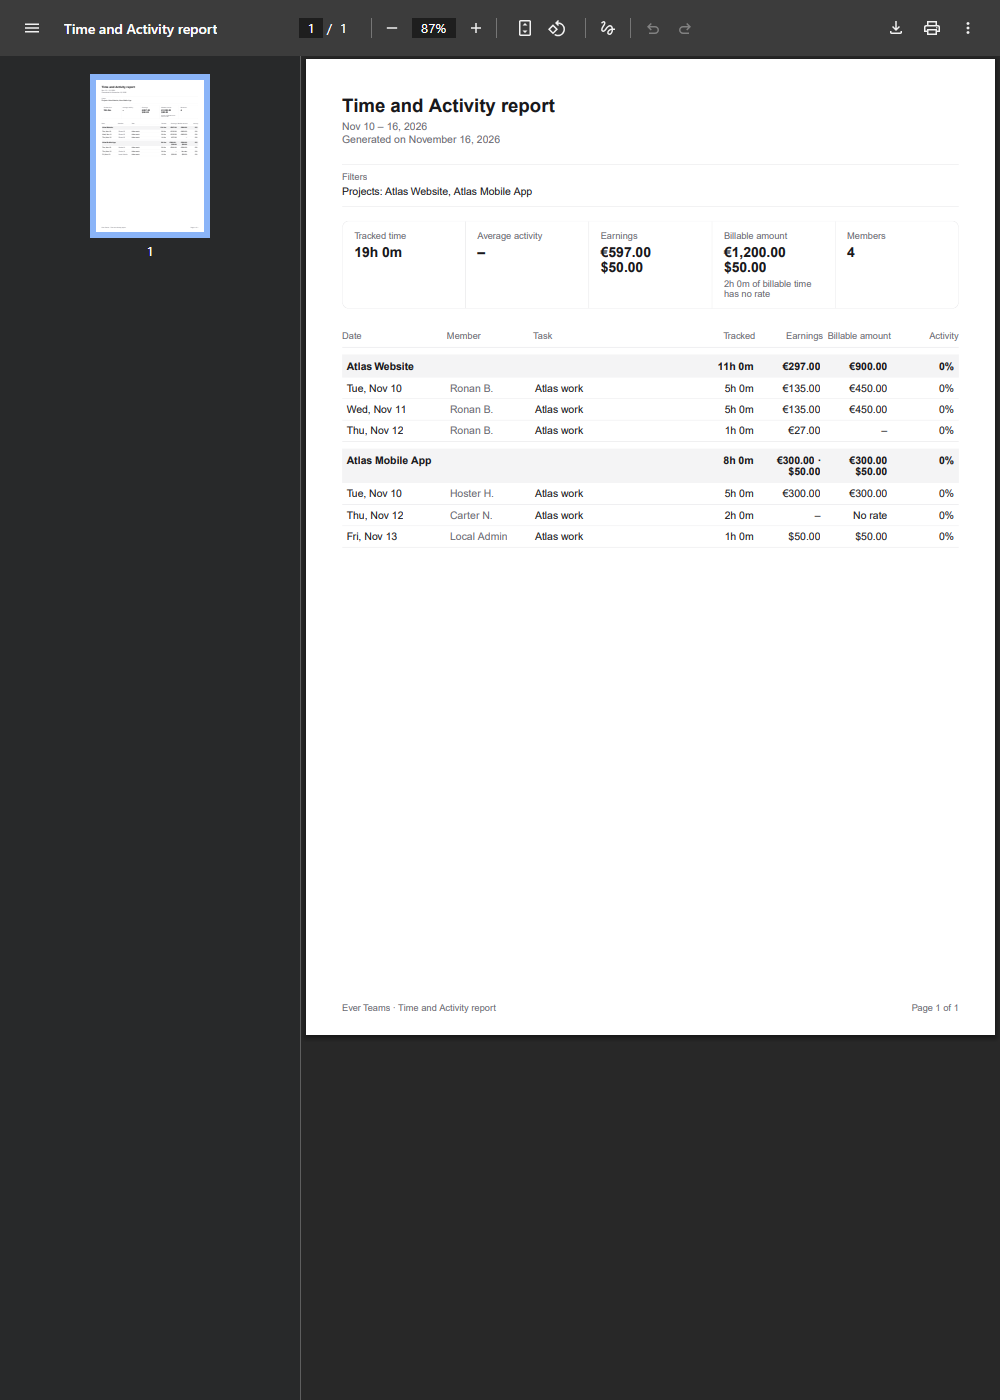 Time and Activity report
1 / 1
87%
1
Time and Activity report
Nov 10 – 16, 2026
Generated on November 16, 2026
Filters
Projects: Atlas Website, Atlas Mobile App
Tracked time Average activity Earnings Billable amount Members
19h 0m – €597.00 €1,200.00 4
$50.00 $50.00
2h 0m of billable time
has no rate
Date Member Task Tracked Earnings Billable amount Activity
Atlas Website 11h 0m €297.00 €900.00 0%
Tue, Nov 10 Ronan B. Atlas work 5h 0m €135.00 €450.00 0%
Wed, Nov 11 Ronan B. Atlas work 5h 0m €135.00 €450.00 0%
Thu, Nov 12 Ronan B. Atlas work 1h 0m €27.00 – 0%
Atlas Mobile App 8h 0m €300.00 · €300.00 0%
$50.00 $50.00
Tue, Nov 10 Hoster H. Atlas work 5h 0m €300.00 €300.00 0%
Thu, Nov 12 Carter N. Atlas work 2h 0m – No rate 0%
Fri, Nov 13 Local Admin Atlas work 1h 0m $50.00 $50.00 0%
Ever Teams · Time and Activity report Page 1 of 1